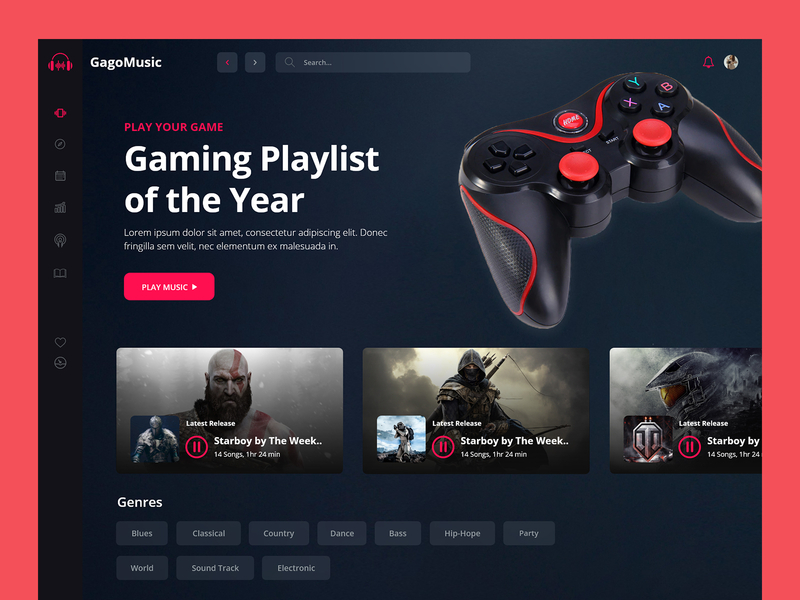 GagoMusic
Search...
PLAY YOUR GAME
Gaming Playlist
of the Year
Lorem ipsum dolor sit amet, consectetur adipiscing elit. Donec
fringilla sem velit, nec elementum ex malesuada in.
PLAY MUSIC
Y
B
X
A
HOME
START
Latest Release
Starboy by The Week..
14 Songs, 1hr 24 min
Latest Release
Starboy by The Week..
14 Songs, 1hr 24 min
Latest Release
Starboy by
14 Songs, 1hr 24 min
Genres
Blues
Classical
Country
Dance
Bass
Hip-Hope
Party
World
Sound Track
Electronic